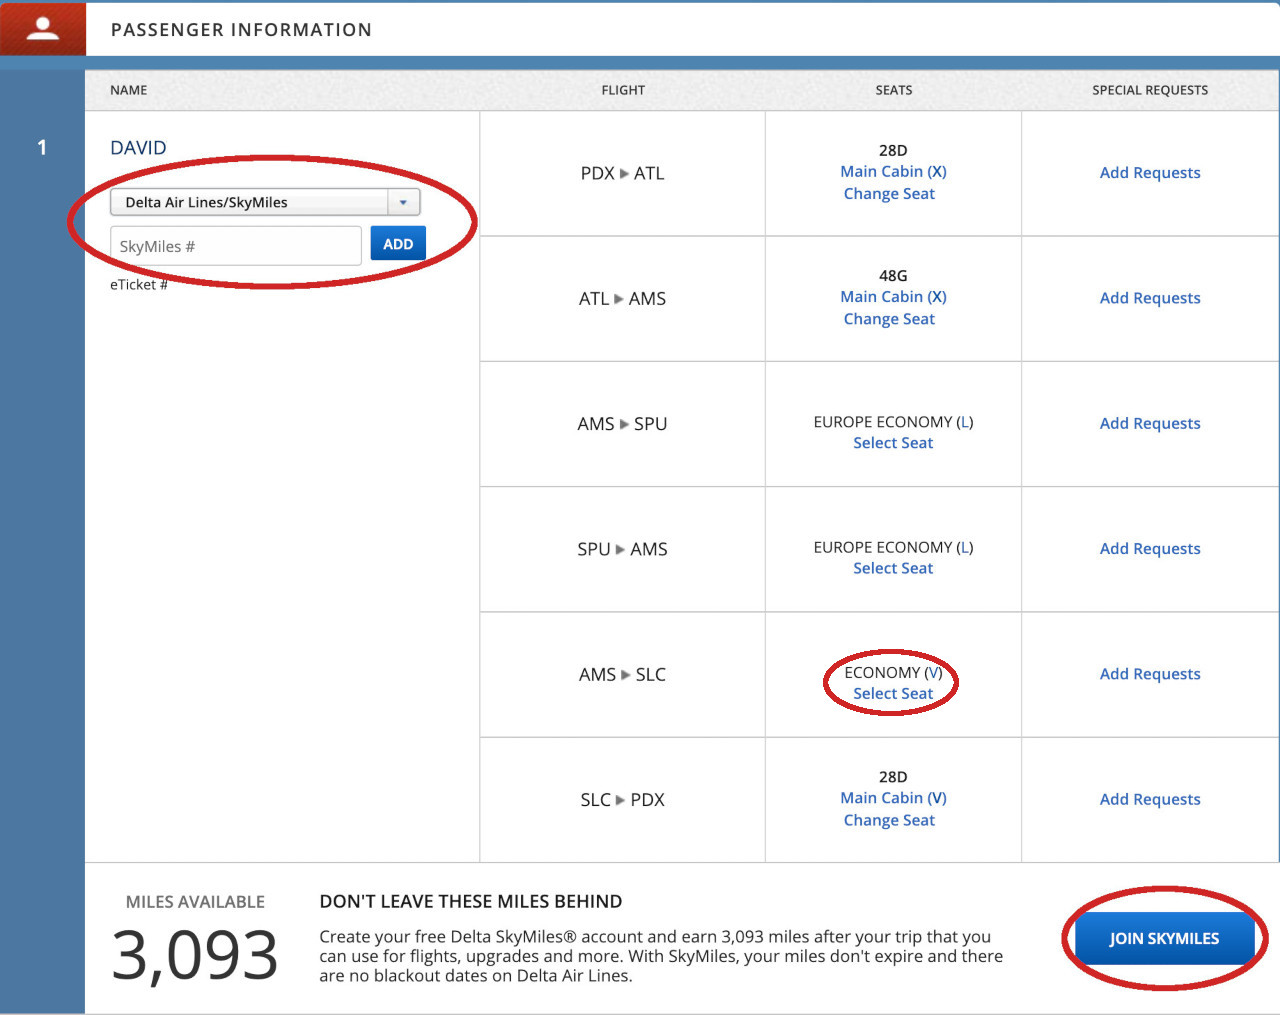 PASSENGER INFORMATION
NAME FLIGHT SEATS SPECIAL REQUESTS
1
DAVID
Delta Air Lines/SkyMiles
SkyMiles #
ADD
eTicket #
PDX ▸ ATL
28D
Main Cabin (X)
Change Seat
Add Requests
ATL ▸ AMS
48G
Main Cabin (X)
Change Seat
Add Requests
AMS ▸ SPU
EUROPE ECONOMY (L)
Select Seat
Add Requests
SPU ▸ AMS
EUROPE ECONOMY (L)
Select Seat
Add Requests
AMS ▸ SLC
ECONOMY (V)
Select Seat
Add Requests
SLC ▸ PDX
28D
Main Cabin (V)
Change Seat
Add Requests
MILES AVAILABLE
3,093
DON'T LEAVE THESE MILES BEHIND
Create your free Delta SkyMiles® account and earn 3,093 miles after your trip that you
can use for flights, upgrades and more. With SkyMiles, your miles don't expire and there
are no blackout dates on Delta Air Lines.
JOIN SKYMILES